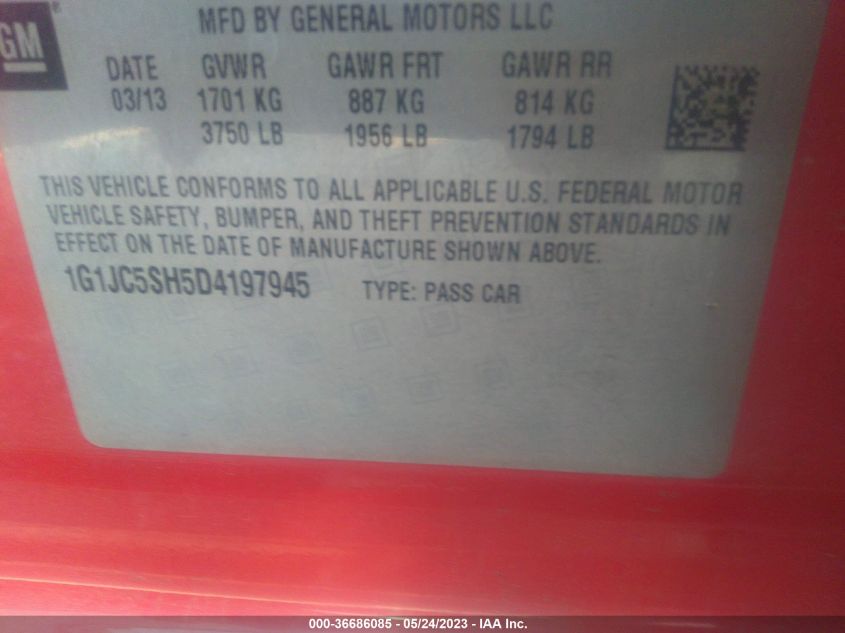 GM
MFD BY GENERAL MOTORS LLC
DATE GVWR GAWR FRT GAWR RR
03/13 1701 KG 887 KG 814 KG
3750 LB 1956 LB 1794 LB
THIS VEHICLE CONFORMS TO ALL APPLICABLE U.S. FEDERAL MOTOR
VEHICLE SAFETY, BUMPER, AND THEFT PREVENTION STANDARDS IN
EFFECT ON THE DATE OF MANUFACTURE SHOWN ABOVE.
1G1JC5SH5D4197945 TYPE: PASS CAR
000-36686085 - 05/24/2023 - IAA Inc.